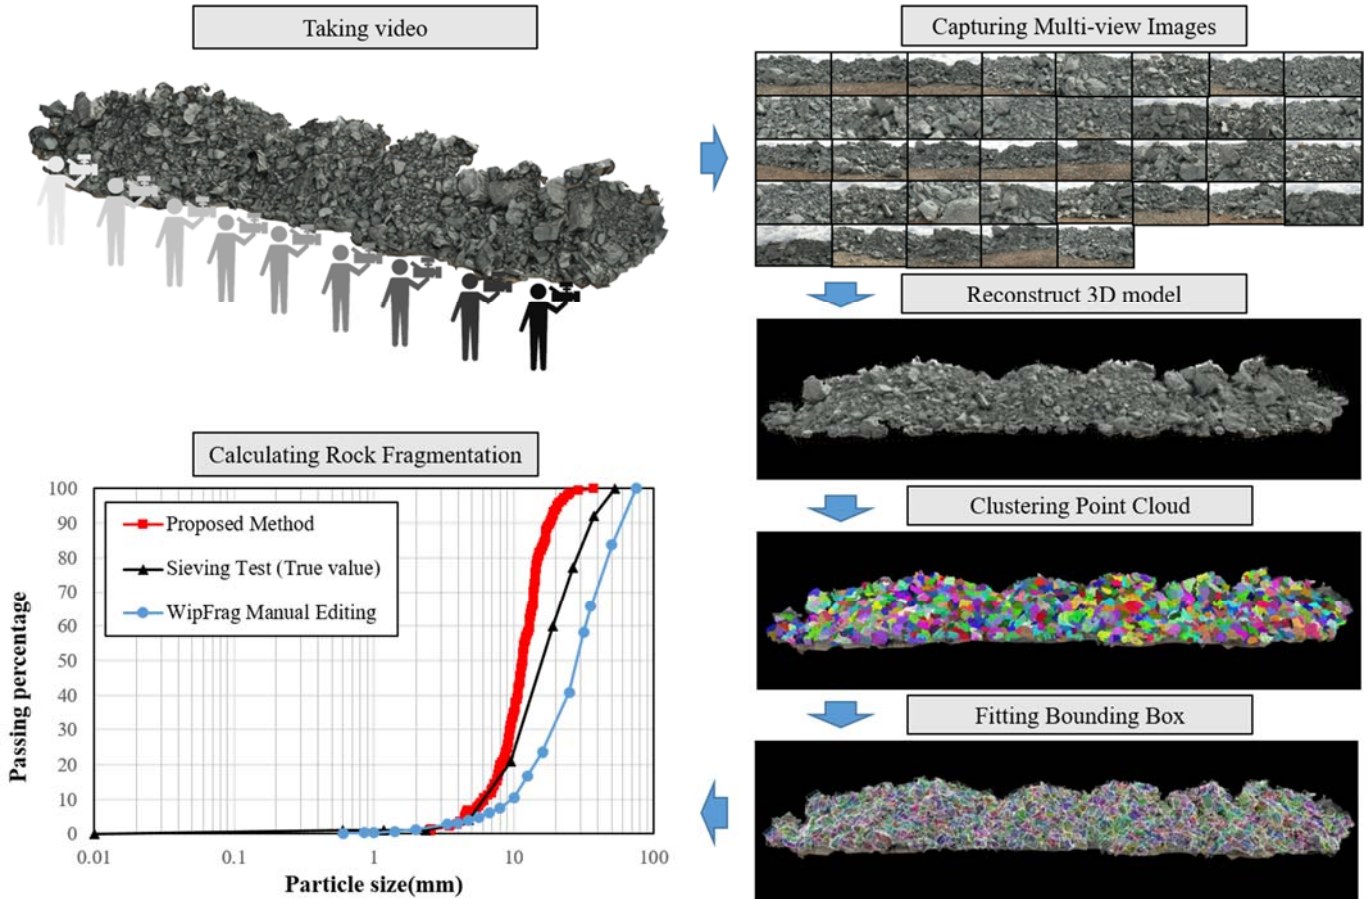 Taking video
Capturing Multi-view Images
Reconstruct 3D model
Clustering Point Cloud
Fitting Bounding Box
Calculating Rock Fragmentation
Passing percentage
100
90
80
70
60
50
40
30
20
10
0
Proposed Method
Sieving Test (True value)
WipFrag Manual Editing
0.01
0.1
1
10
100
Particle size(mm)